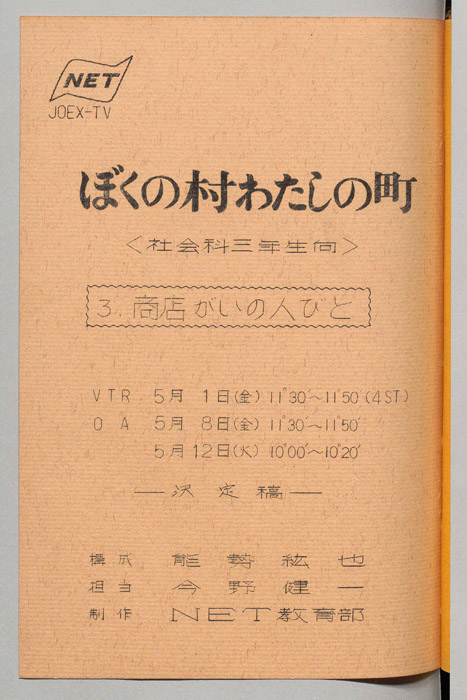 NET
JOEX-TV
ぼくの村わたしの町
〈社会科三年生向〉
3. 商店がいの人びと
VTR 5月 1日(金) 11°30′～11°50′(4ST)
OA 5月 8日(金) 11°30′～11°50′
5月12日(火) 10°00′～10°20′
―決定稿―
構成 能勢紘也
担当 今野健一
制作 NET教育部